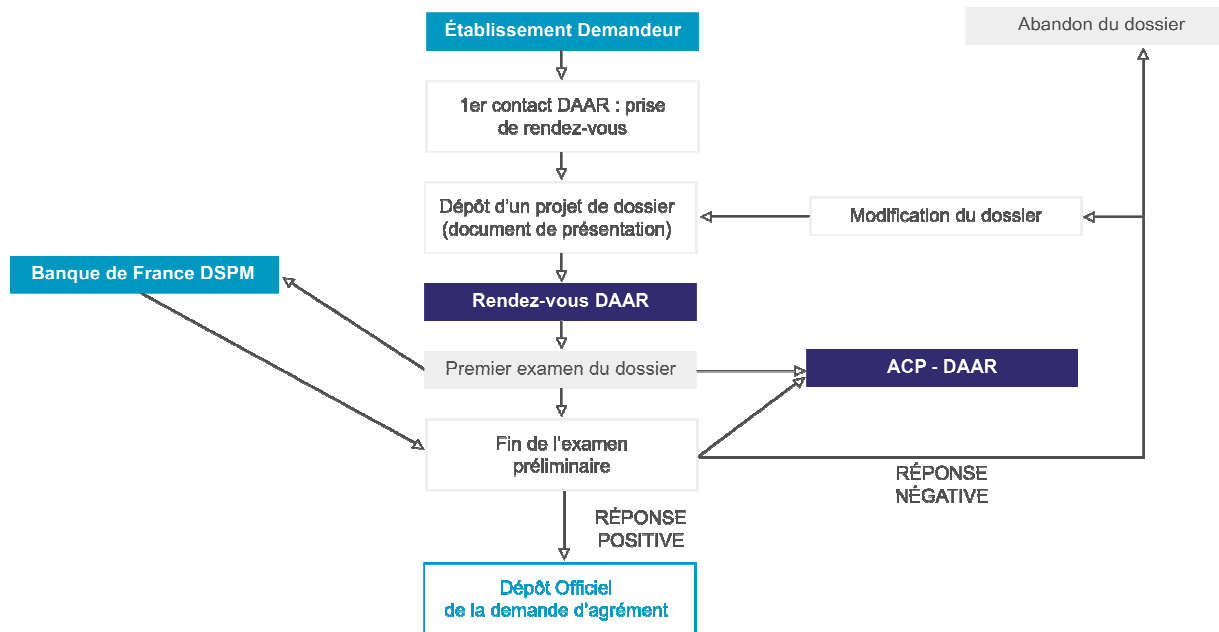 Établissement Demandeur
Abandon du dossier
1er contact DAAR : prise
de rendez-vous
Dépôt d'un projet de dossier
(document de présentation)
Modification du dossier
Banque de France DSPM
Rendez-vous DAAR
Premier examen du dossier
ACP - DAAR
Fin de l'examen
préliminaire
RÉPONSE
NÉGATIVE
RÉPONSE
POSITIVE
Dépôt Officiel
de la demande d'agrément